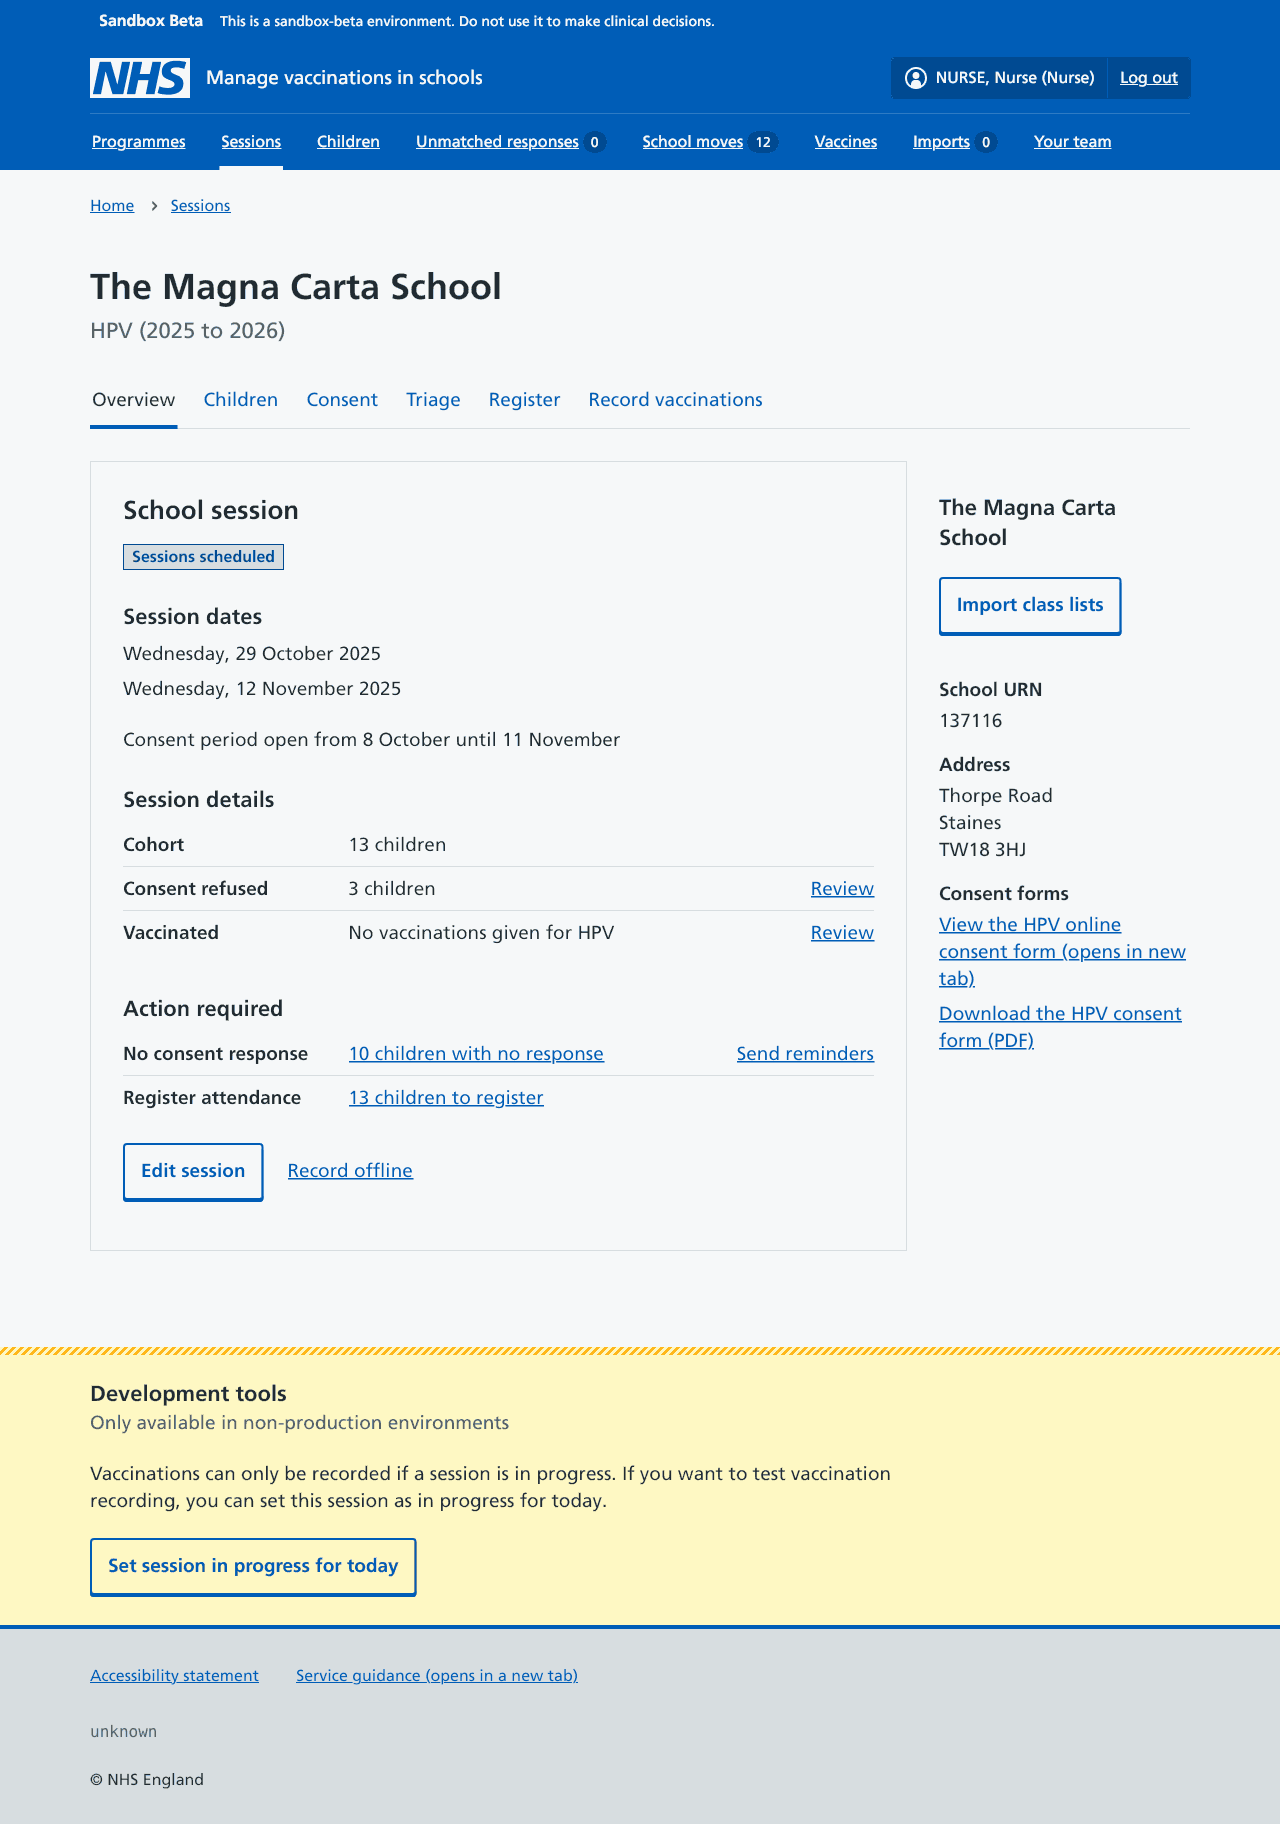 Sandbox Beta This is a sandbox-beta environment. Do not use it to make clinical decisions.
NHS Manage vaccinations in schools
NURSE, Nurse (Nurse) Log out
Programmes Sessions Children Unmatched responses 0 School moves 12 Vaccines Imports 0 Your team
Home › Sessions
The Magna Carta School
HPV (2025 to 2026)
Overview Children Consent Triage Register Record vaccinations
School session
Sessions scheduled
Session dates
Wednesday, 29 October 2025
Wednesday, 12 November 2025
Consent period open from 8 October until 11 November
Session details
Cohort 13 children
Consent refused 3 children Review
Vaccinated No vaccinations given for HPV Review
Action required
No consent response 10 children with no response Send reminders
Register attendance 13 children to register
Edit session Record offline
The Magna Carta
School
Import class lists
School URN
137116
Address
Thorpe Road
Staines
TW18 3HJ
Consent forms
View the HPV online
consent form (opens in new
tab)
Download the HPV consent
form (PDF)
Development tools
Only available in non-production environments
Vaccinations can only be recorded if a session is in progress. If you want to test vaccination
recording, you can set this session as in progress for today.
Set session in progress for today
Accessibility statement Service guidance (opens in a new tab)
unknown
© NHS England